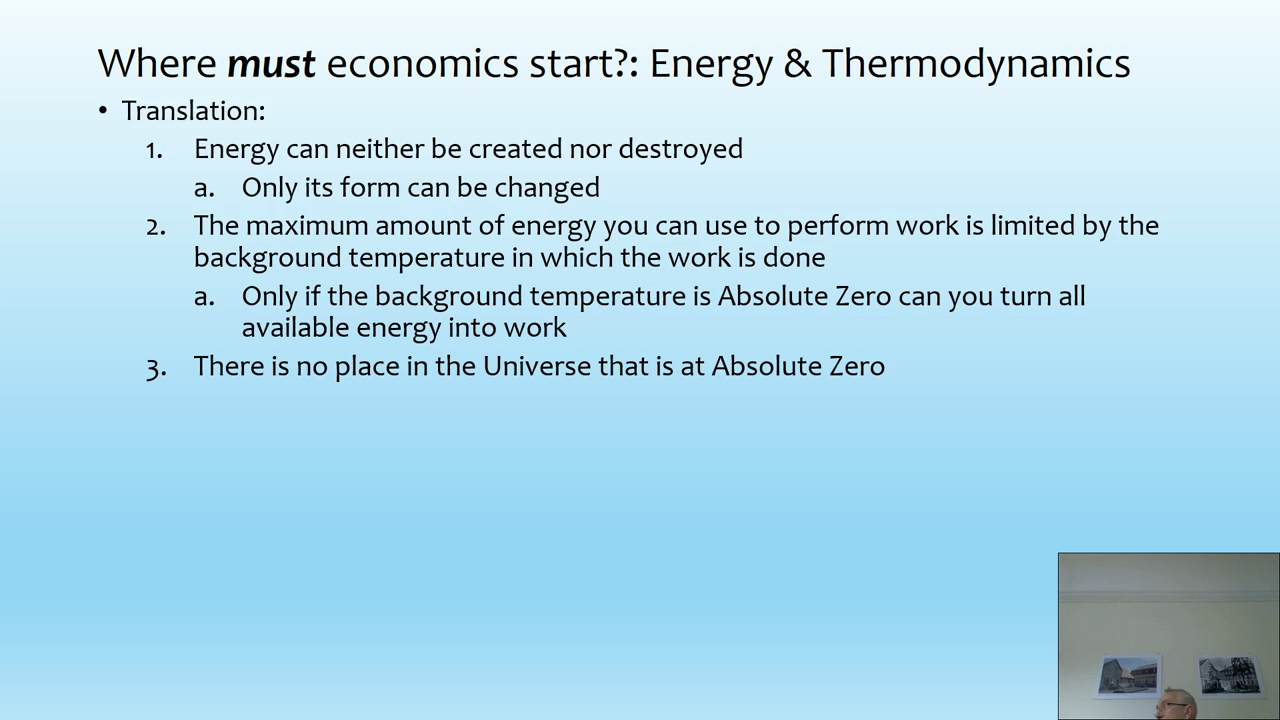 Where must economics start?: Energy & Thermodynamics
• Translation:
1. Energy can neither be created nor destroyed
a. Only its form can be changed
2. The maximum amount of energy you can use to perform work is limited by the
background temperature in which the work is done
a. Only if the background temperature is Absolute Zero can you turn all
available energy into work
3. There is no place in the Universe that is at Absolute Zero